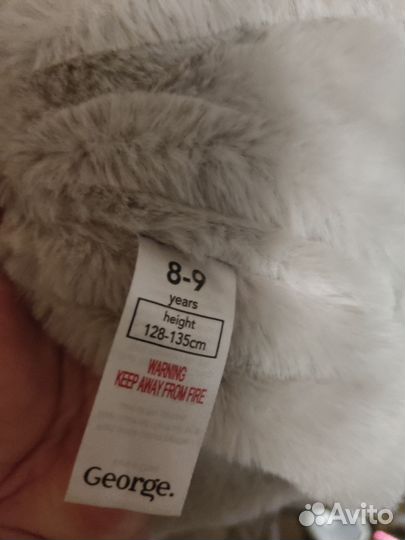 8-9
years
height
128-135cm
WARNING
KEEP AWAY FROM FIRE
George.
Avito